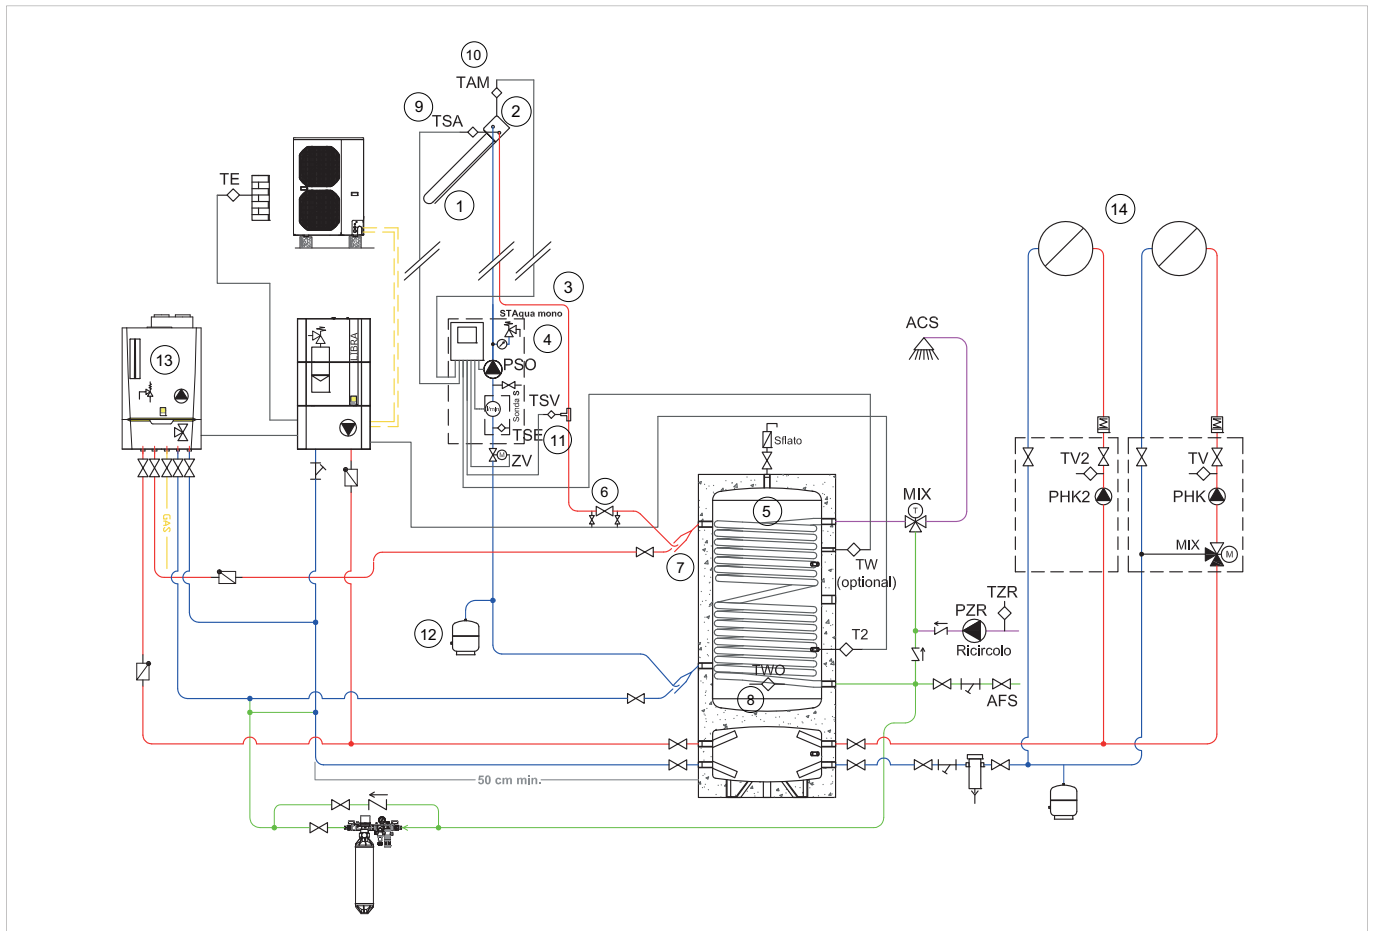 10
TAM
9
TSA
2
TE
1
14
3
STAqua mono
4
ACS
13
LIBRA
PSO
Sonda S
l/min
TSV
TSE
11
M
ZV
Sflato
TV2
TV
6
MIX
PHK2
PHK
5
T
GAS
MIX
M
7
TW
(optional)
TZR
PZR
12
T2
Ricircolo
TWO
8
AFS
50 cm min.